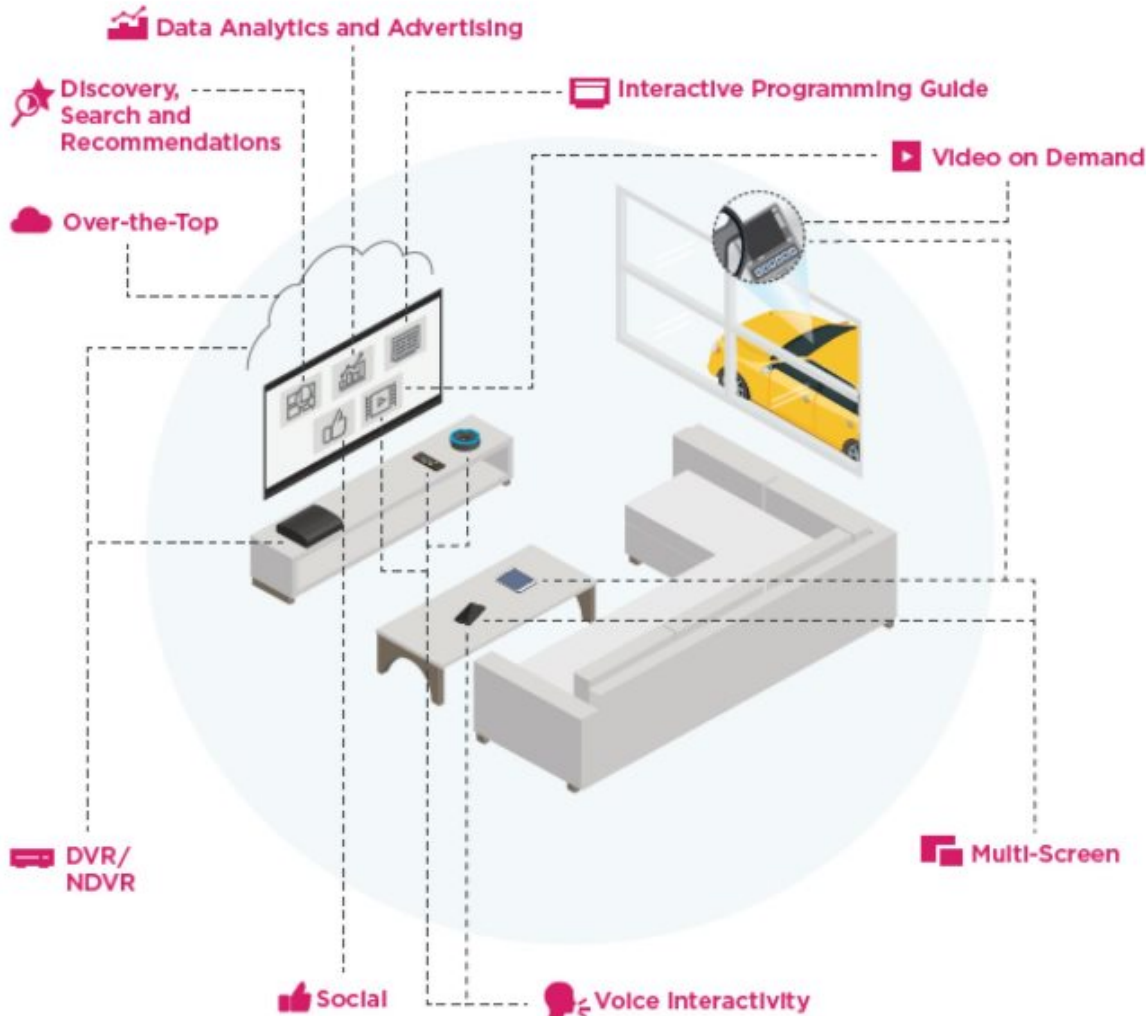 Data Analytics and Advertising
Discovery,
Search and
Recommendations
Interactive Programming Guide
Video on Demand
Over-the-Top
DVR/
NDVR
Multi-Screen
Social
Voice Interactivity